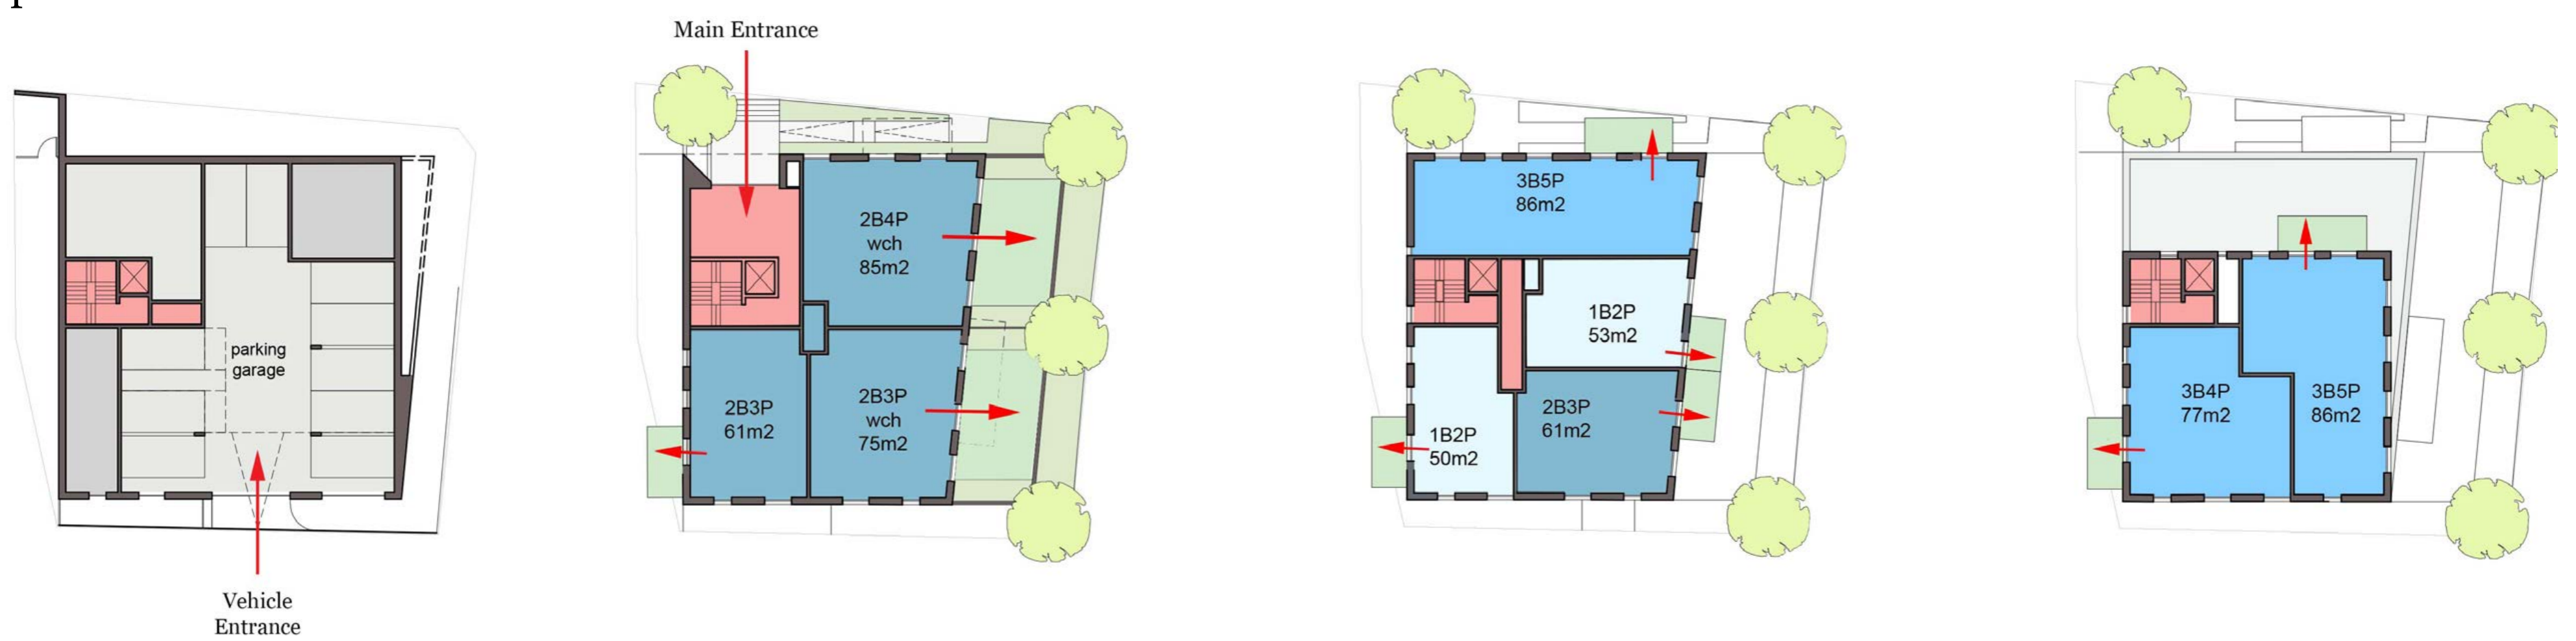 Main Entrance
parking
garage
Vehicle
Entrance
2B4P
wch
85m2
2B3P
61m2
2B3P
wch
75m2
3B5P
86m2
1B2P
53m2
1B2P
50m2
2B3P
61m2
3B4P
77m2
3B5P
86m2